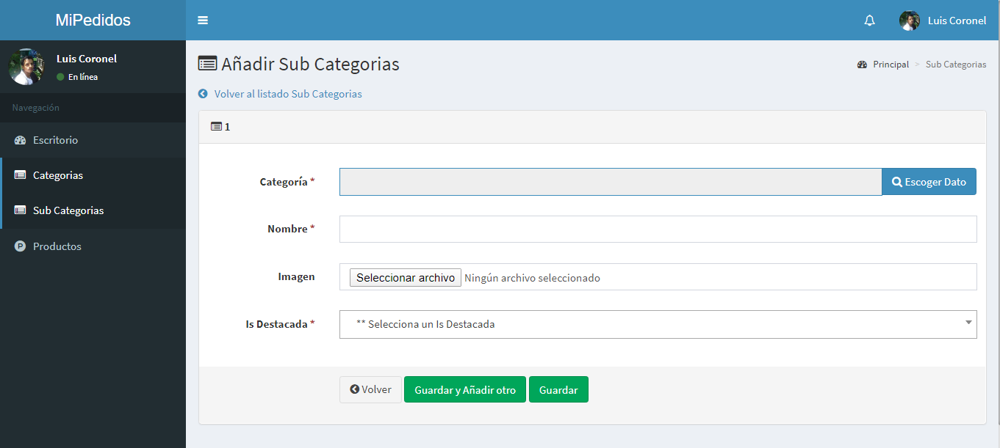 MiPedidos
Luis Coronel
Luis Coronel
En línea
Navegación
Escritorio
Categorias
Sub Categorias
Productos
Añadir Sub Categorias
Principal > Sub Categorias
Volver al listado Sub Categorias
1
Categoría *
Escoger Dato
Nombre *
Imagen
Seleccionar archivo Ningún archivo seleccionado
Is Destacada *
** Selecciona un Is Destacada
Volver
Guardar y Añadir otro
Guardar